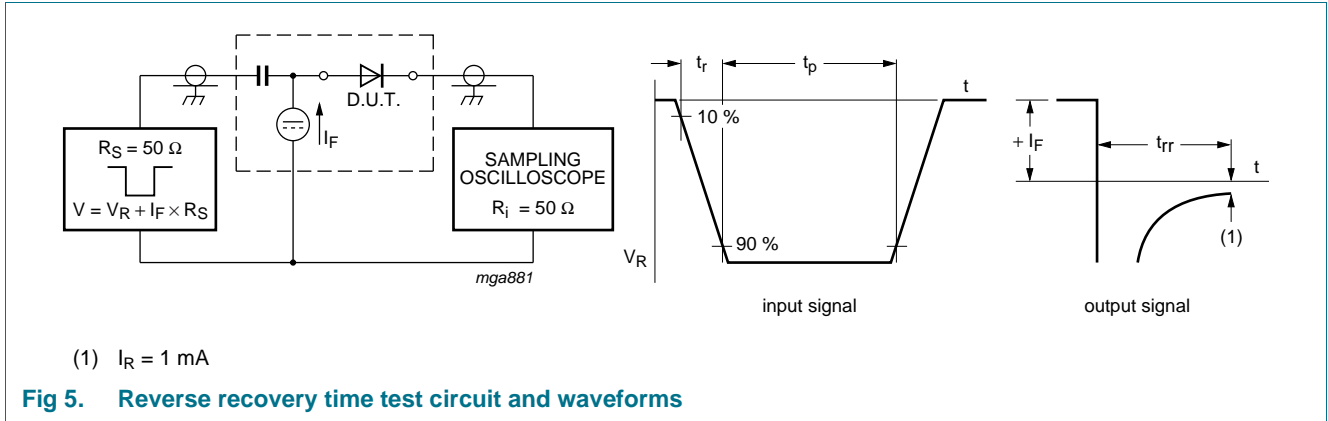 D.U.T.
I_F
R_S = 50 Ω
V = V_R + I_F × R_S
SAMPLING
OSCILLOSCOPE
R_i = 50 Ω
mga881
t_r
t_p
t
10 %
90 %
V_R
input signal
+ I_F
t_rr
t
(1)
output signal
(1) I_R = 1 mA
Fig 5. Reverse recovery time test circuit and waveforms